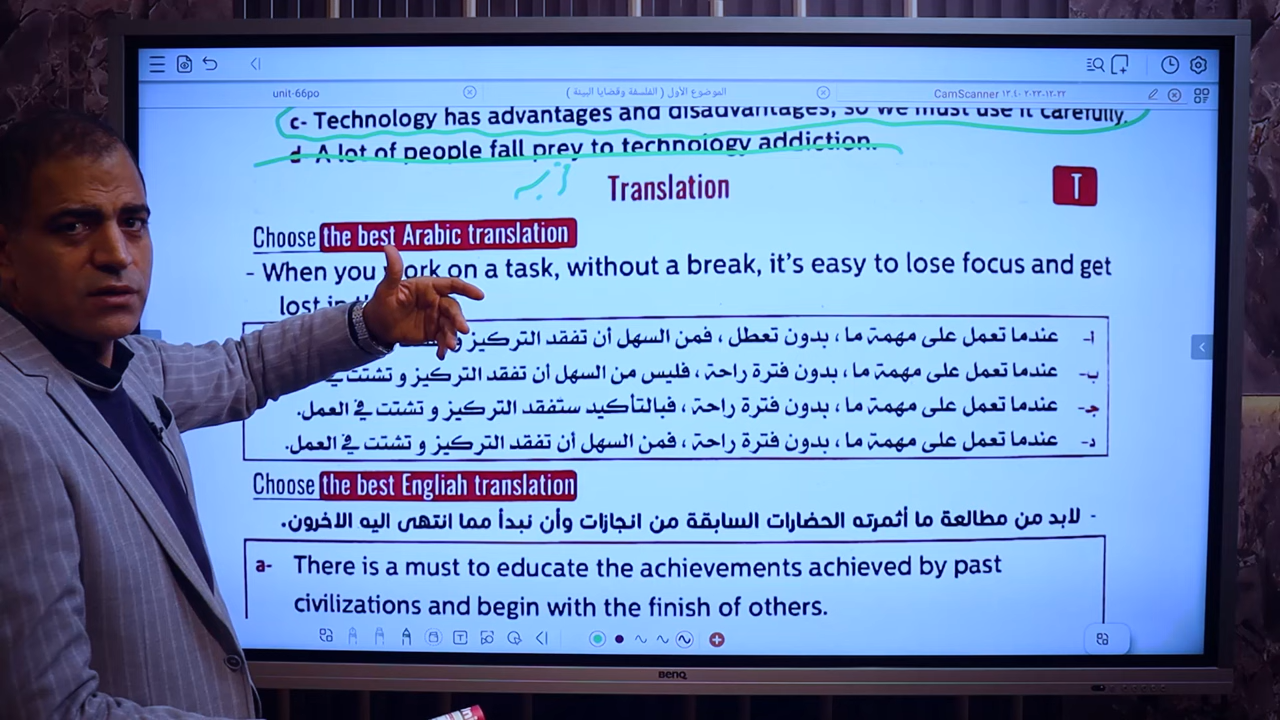 unit-66po
الموضوع الأول ( الفلسفة وقضايا البيئة )
CamScanner ٢٢-١٢-٢٠٢٣ ١٣.٤٠
c- Technology has advantages and disadvantages, so we must use it carefully.
d- A lot of people fall prey to technology addiction.
Translation
T
Choose the best Arabic translation
- When you work on a task, without a break, it's easy to lose focus and get
lost in
أ- عندما تعمل على مهمة ما ، بدون تعطل ، فمن السهل أن تفقد التركيز
ب- عندما تعمل على مهمة ما ، بدون فترة راحة ، فليس من السهل أن تفقد التركيز و تشتت
جـ- عندما تعمل على مهمة ما ، بدون فترة راحة ، فبالتأكيد ستفقد التركيز و تشتت في العمل.
د- عندما تعمل على مهمة ما ، بدون فترة راحة ، فمن السهل أن تفقد التركيز و تشتت في العمل.
Choose the best Engliah translation
- لابد من مطالعة ما أثمرته الحضارات السابقة من انجازات وأن نبدأ مما انتهى اليه الاخرون.
a- There is a must to educate the achievements achieved by past
civilizations and begin with the finish of others.
BenQ